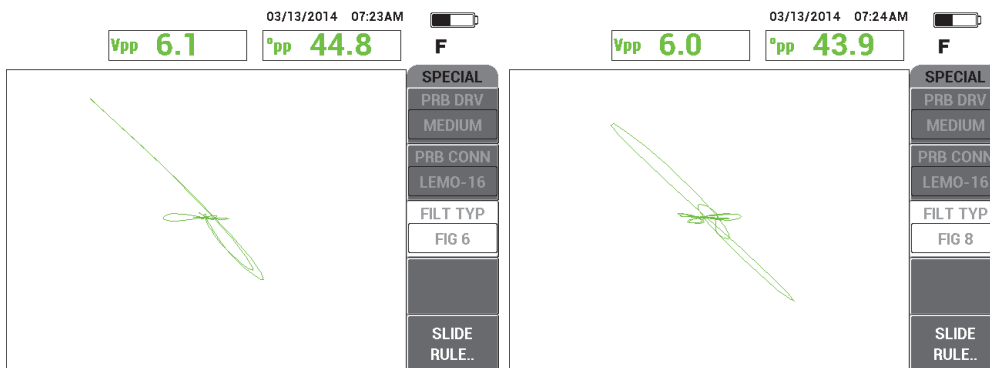 03/13/2014 07:23AM
Vpp 6.1 °pp 44.8 F
SPECIAL
PRB DRV
MEDIUM
PRB CONN
LEMO-16
FILT TYP
FIG 6
SLIDE
RULE..
03/13/2014 07:24AM
Vpp 6.0 °pp 43.9 F
SPECIAL
PRB DRV
MEDIUM
PRB CONN
LEMO-16
FILT TYP
FIG 8
SLIDE
RULE..